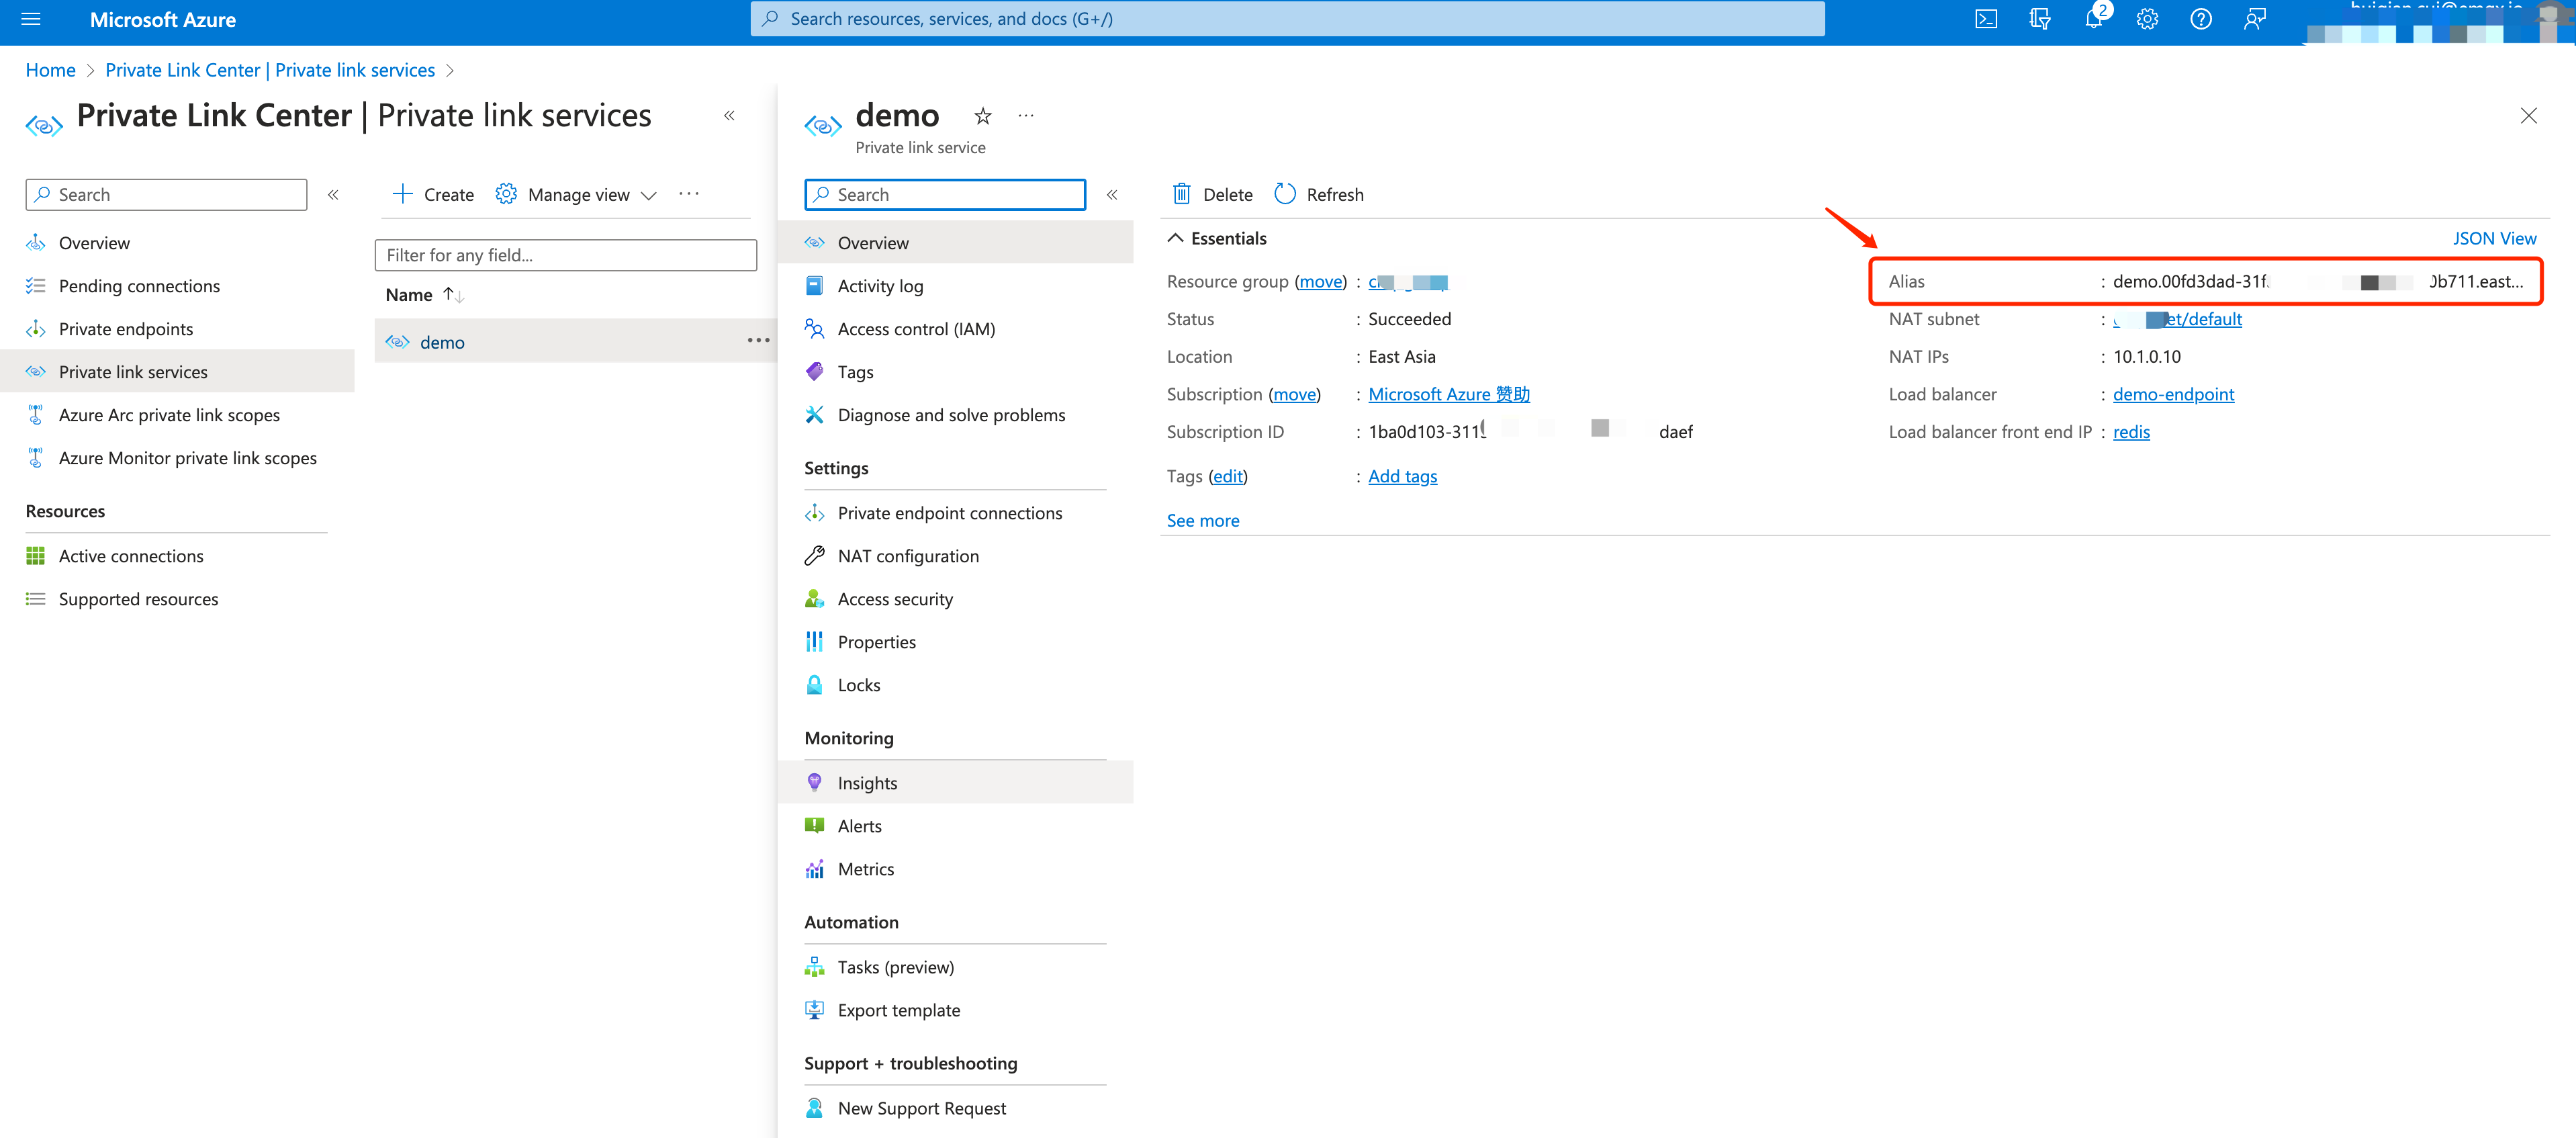 Microsoft Azure
Search resources, services, and docs (G+/)
2
Home > Private Link Center | Private link services >
Private Link Center | Private link services
«
Search
«
Overview
Pending connections
Private endpoints
Private link services
Azure Arc private link scopes
Azure Monitor private link scopes
Resources
Active connections
Supported resources
Create
Manage view
Filter for any field...
Name
demo
demo
Private link service
Search
«
Overview
Activity log
Access control (IAM)
Tags
Diagnose and solve problems
Settings
Private endpoint connections
NAT configuration
Access security
Properties
Locks
Monitoring
Insights
Alerts
Metrics
Automation
Tasks (preview)
Export template
Support + troubleshooting
New Support Request
Delete
Refresh
Essentials
JSON View
Resource group (move) :
Status : Succeeded
Location : East Asia
Subscription (move) : Microsoft Azure 赞助
Subscription ID : 1ba0d103-311 daef
Tags (edit) : Add tags
See more
Alias : demo.00fd3dad-31f b711.east...
NAT subnet : et/default
NAT IPs : 10.1.0.10
Load balancer : demo-endpoint
Load balancer front end IP : redis